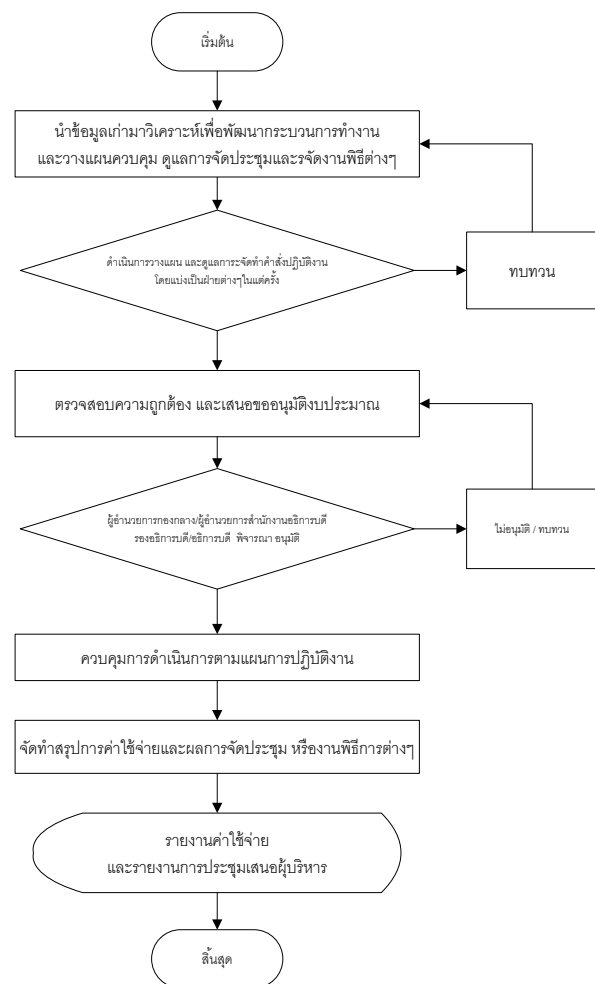 เริ่มต้น
นำข้อมูลเก่ามาวิเคราะห์เพื่อพัฒนากระบวนการทำงาน
และวางแผนควบคุม ดูแลการจัดประชุมและรจัดงานพิธีต่างๆ
ดำเนินการวางแผน และดูแลการะจัดทำคำสั่งปฏิบัติงาน
โดยแบ่งเป็นฝ่ายต่างๆในแต่ครั้ง
ทบทวน
ตรวจสอบความถูกต้อง และเสนอขออนุมัติงบประมาณ
ผู้อำนวยการกองกลาง/ผู้อำนวยการสำนักงานอธิการบดี
รองอธิการบดี/อธิการบดี พิจารณา อนุมัติ
ไม่อนุมัติ / ทบทวน
ควบคุมการดำเนินการตามแผนการปฏิบัติงาน
จัดทำสรุปการค่าใช้จ่ายและผลการจัดประชุม หรืองานพิธีการต่างๆ
รายงานค่าใช้จ่าย
และรายงานการประชุมเสนอผู้บริหาร
สิ้นสุด